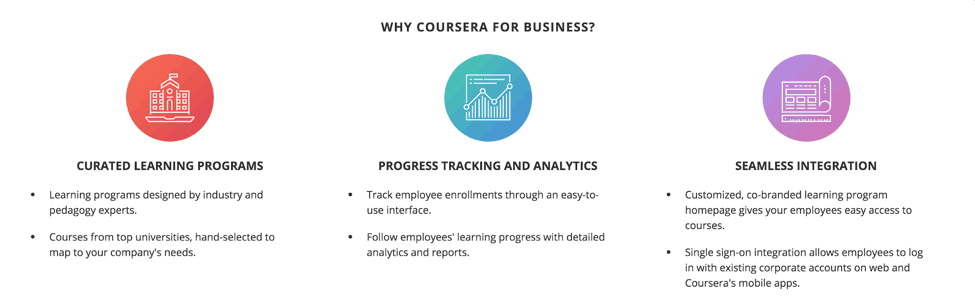 WHY COURSERA FOR BUSINESS?
CURATED LEARNING PROGRAMS
• Learning programs designed by industry and
pedagogy experts.
• Courses from top universities, hand-selected to
map to your company's needs.
PROGRESS TRACKING AND ANALYTICS
• Track employee enrollments through an easy-to-
use interface.
• Follow employees' learning progress with detailed
analytics and reports.
SEAMLESS INTEGRATION
• Customized, co-branded learning program
homepage gives your employees easy access to
courses.
• Single sign-on integration allows employees to log
in with existing corporate accounts on web and
Coursera's mobile apps.